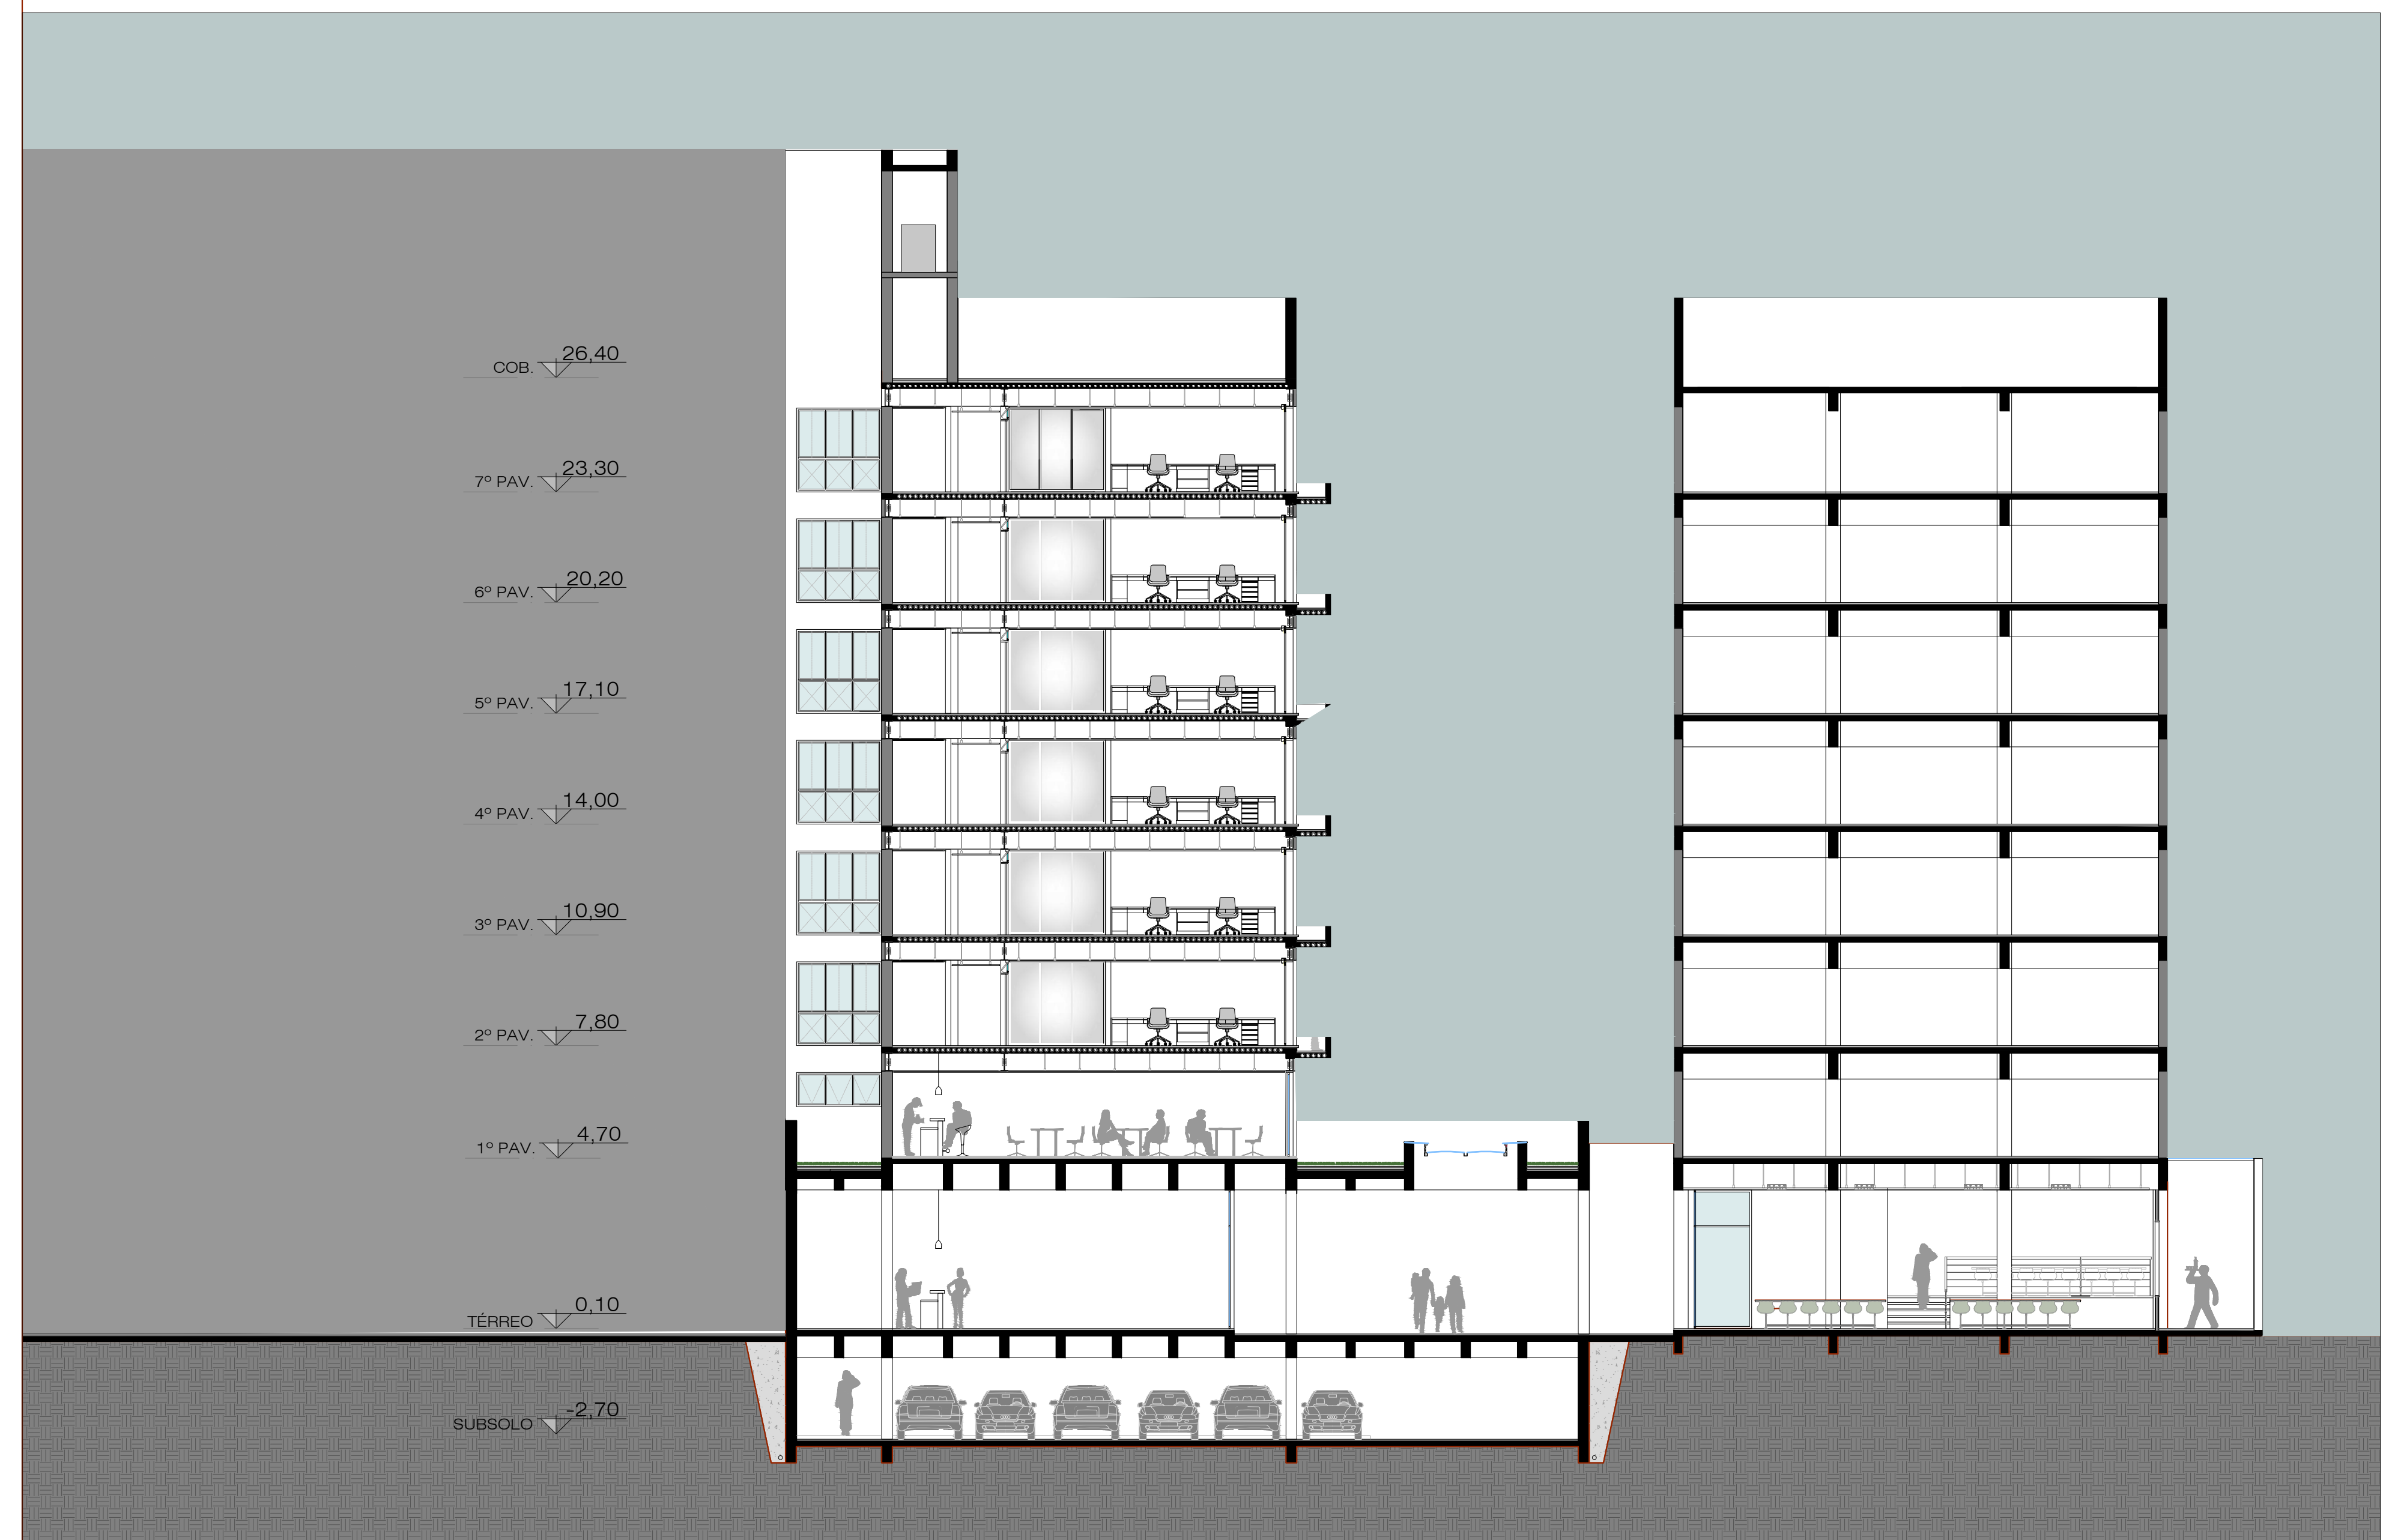 26,40
COB.
23,30
7º PAV.
20,20
6º PAV.
17,10
5º PAV.
14,00
4º PAV.
10,90
3º PAV.
7,80
2º PAV.
4,70
1º PAV.
0,10
TÉRREO
-2,70
SUBSOLO